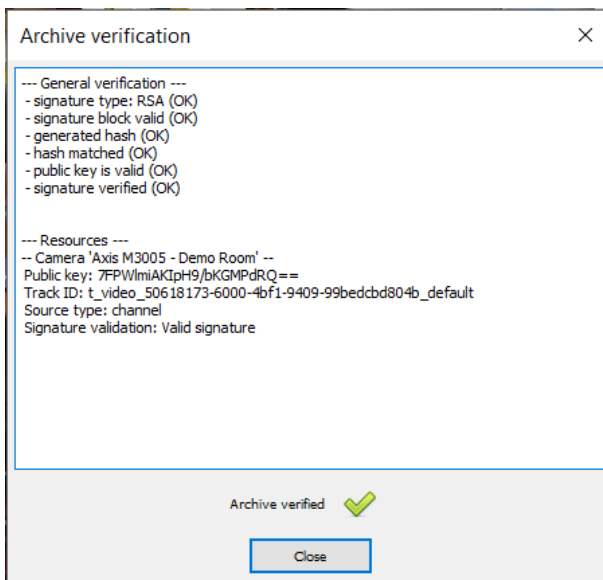 Archive verification
--- General verification ---
- signature type: RSA (OK)
- signature block valid (OK)
- generated hash (OK)
- hash matched (OK)
- public key is valid (OK)
- signature verified (OK)
--- Resources ---
-- Camera 'Axis M3005 - Demo Room' --
Public key: 7FPWlmiAKIpH9/bKGMPdRQ==
Track ID: t_video_50618173-6000-4bf1-9409-99bedcbd804b_default
Source type: channel
Signature validation: Valid signature
Archive verified
Close